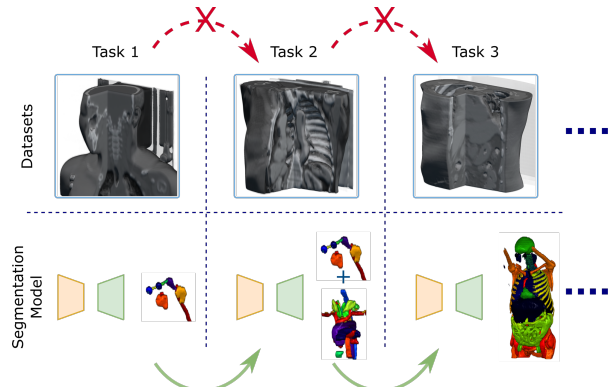 Task 1
Task 2
Task 3
Datasets
Segmentation
Model